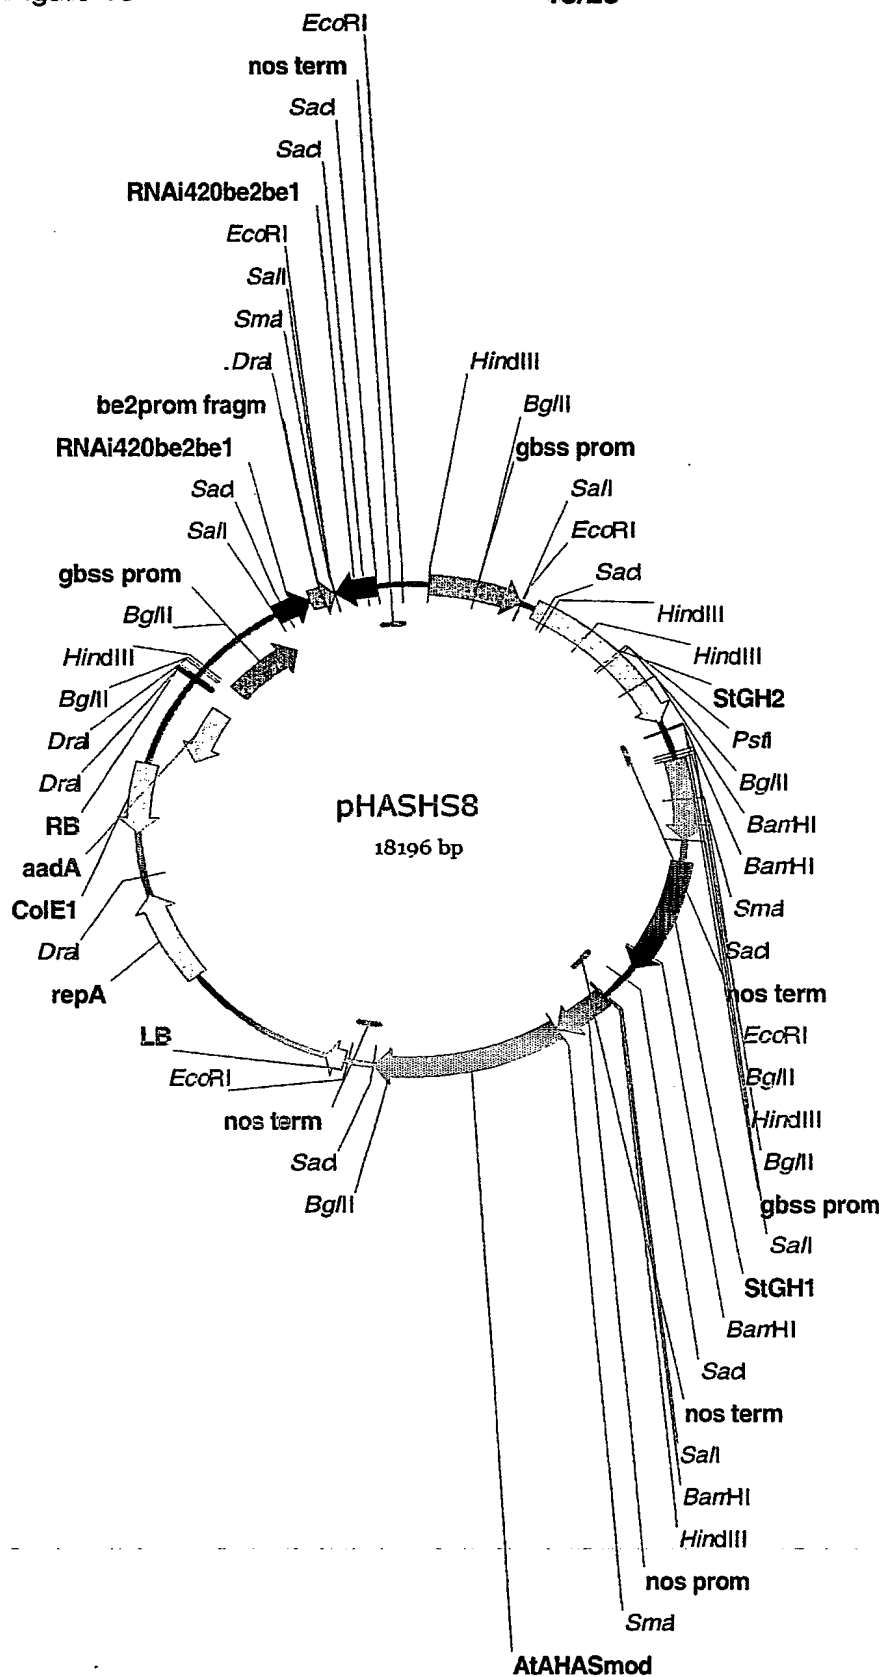 EcoRI
nos term
SacI
SacI
RNAi420be2be1
EcoRI
SalI
SmaI
DraI
be2prom fragm
RNAi420be2be1
SacI
SalI
gbss prom
BglII
HindIII
BglII
DraI
DraI
RB
aadA
ColE1
DraI
repA
LB
EcoRI
nos term
SacI
BglII
HindIII
BglII
gbss prom
SalI
EcoRI
SacI
HindIII
HindIII
StGH2
PstI
BglII
BamHI
BamHI
SmaI
SacI
nos term
EcoRI
BglII
HindIII
BglII
gbss prom
SalI
StGH1
BamHI
SacI
nos term
SalI
BamHI
HindIII
nos prom
SmaI
AtAHASmod
pHASHS8
18196 bp